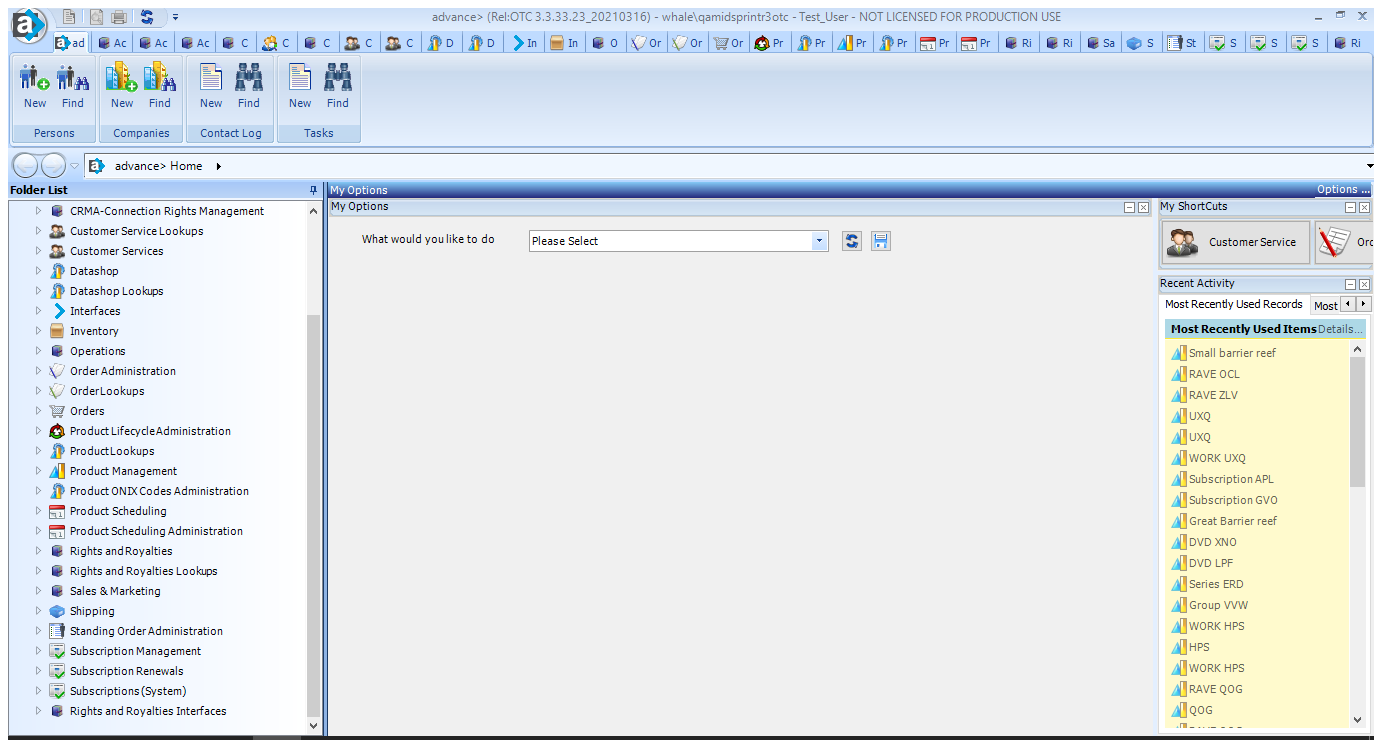 advance> (Rel:OTC 3.3.33.23_20210316) - whale\qamidsprintr3otc - Test_User - NOT LICENSED FOR PRODUCTION USE
ad Ac Ac Ac C C C C C D D In In O Or Or Or Pr Pr Pr Pr Pr Pr Ri Ri Sa S St S S S Ri
New Find New Find New Find New Find
Persons Companies Contact Log Tasks
advance> Home
Folder List
CRMA-Connection Rights Management
Customer Service Lookups
Customer Services
Datashop
Datashop Lookups
Interfaces
Inventory
Operations
Order Administration
Order Lookups
Orders
Product Lifecycle Administration
Product Lookups
Product Management
Product ONIX Codes Administration
Product Scheduling
Product Scheduling Administration
Rights and Royalties
Rights and Royalties Lookups
Sales & Marketing
Shipping
Standing Order Administration
Subscription Management
Subscription Renewals
Subscriptions (System)
Rights and Royalties Interfaces
My Options Options ...
My Options
What would you like to do Please Select
My ShortCuts
Customer Service Orc
Recent Activity
Most Recently Used Records Most
Most Recently Used Items Details...
Small barrier reef
RAVE OCL
RAVE ZLV
UXQ
UXQ
WORK UXQ
Subscription APL
Subscription GVO
Great Barrier reef
DVD XNO
DVD LPF
Series ERD
Group VVW
WORK HPS
HPS
WORK HPS
RAVE QOG
QOG